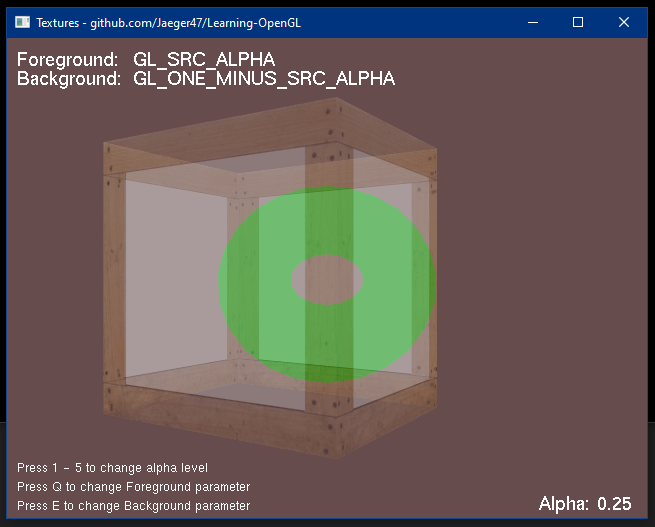 Textures - github.com/Jaeger47/Learning-OpenGL
Foreground: GL_SRC_ALPHA
Background: GL_ONE_MINUS_SRC_ALPHA
Press 1 - 5 to change alpha level
Press Q to change Foreground parameter
Press E to change Background parameter
Alpha: 0.25